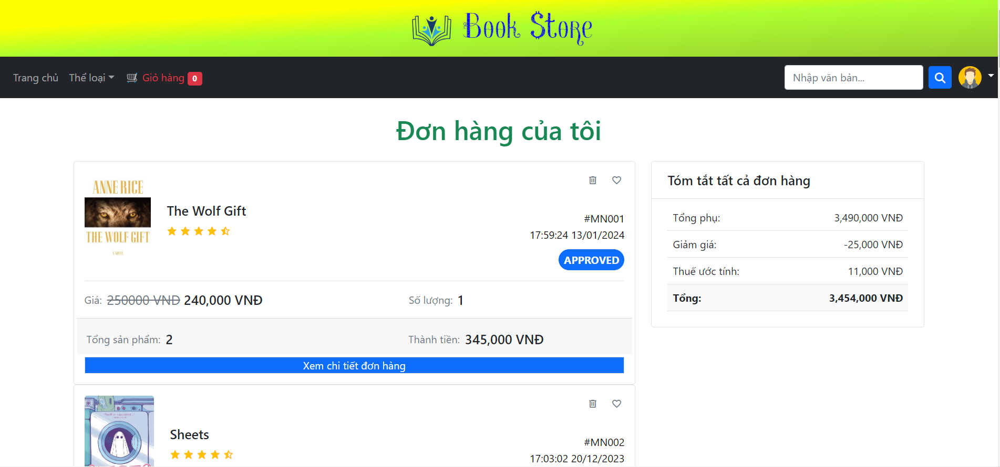 Book Store
Trang chủ Thể loại Giỏ hàng 0 Nhập văn bản...
Đơn hàng của tôi
ANNE RICE
THE WOLF GIFT
A NOVEL
The Wolf Gift
#MN001
17:59:24 13/01/2024
APPROVED
Giá: 250000 VNĐ 240,000 VNĐ Số lượng: 1
Tổng sản phẩm: 2 Thành tiền: 345,000 VNĐ
Xem chi tiết đơn hàng
Sheets
#MN002
17:03:02 20/12/2023
Tóm tắt tất cả đơn hàng
Tổng phụ: 3,490,000 VNĐ
Giảm giá: -25,000 VNĐ
Thuế ước tính: 11,000 VNĐ
Tổng: 3,454,000 VNĐ